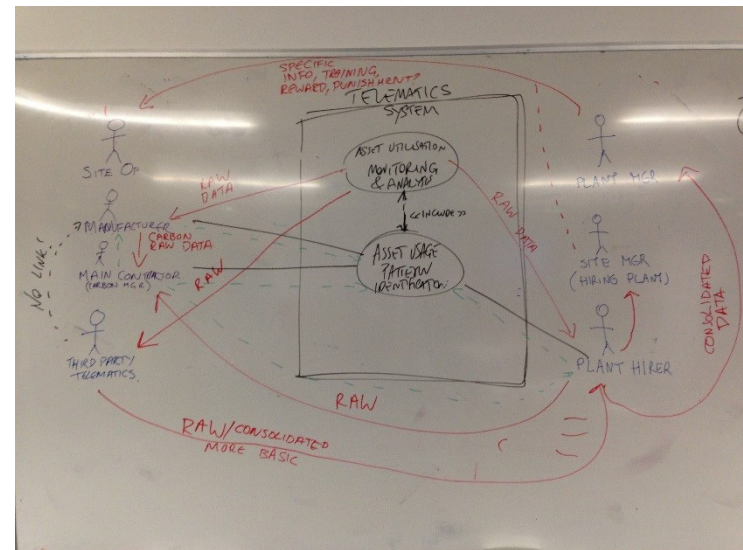 SPECIFIC
INFO, TRAINING,
REWARD, PUNISHMENT?
TELEMATICS
SYSTEM
SITE OP
ASSET UTILISATION
MONITORING
& ANALYSIS
PLANT MGR
RAW
DATA
RAW DATA
MANUFACTURER
<<INCLUDE>>
CARBON
RAW DATA
NO LINK
MAIN CONTRACTOR
(CARBON MGR)
RAW
ASSET USAGE
PATTERN
IDENTIFICATION
SITE MGR
(HIRING PLANT)
CONSOLIDATED
DATA
THIRD PARTY/
TELEMATICS
PLANT HIRER
RAW
RAW/CONSOLIDATED
MORE BASIC